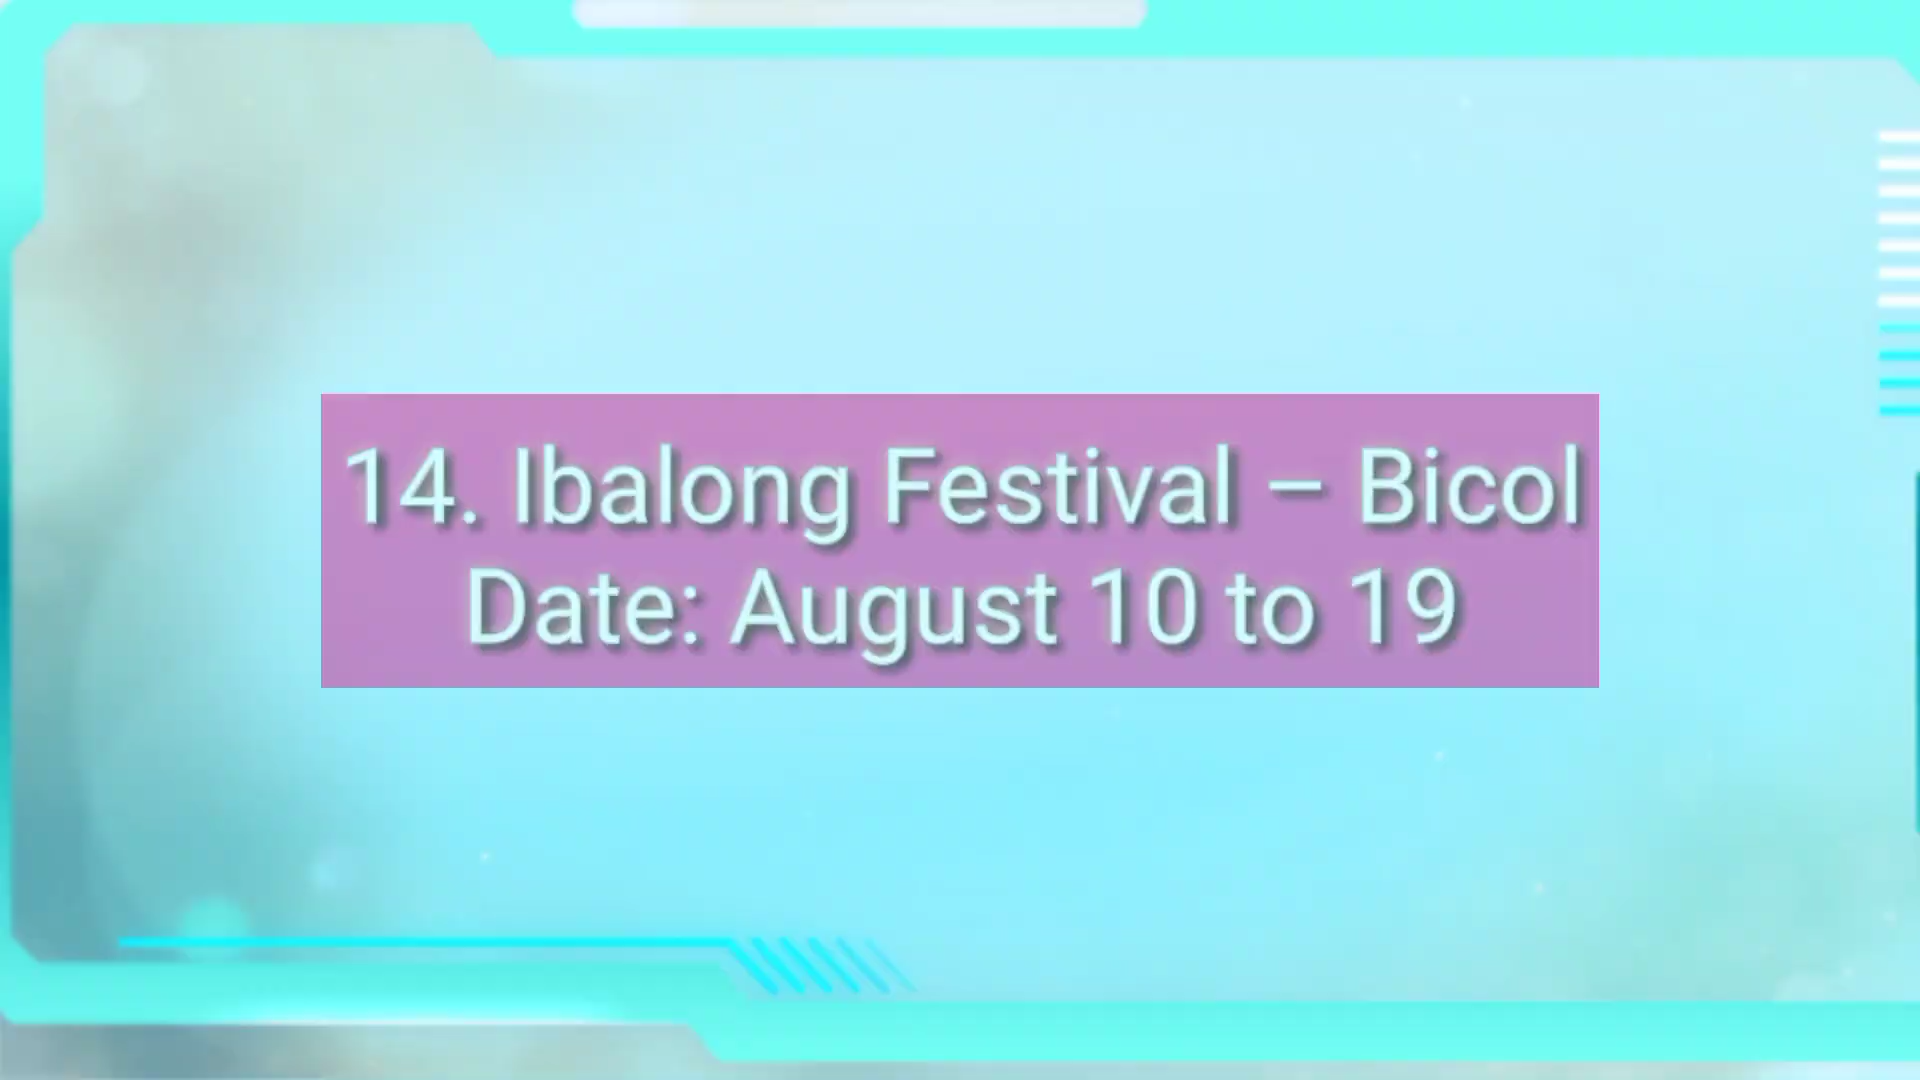 14. Ibalong Festival – Bicol
Date: August 10 to 19